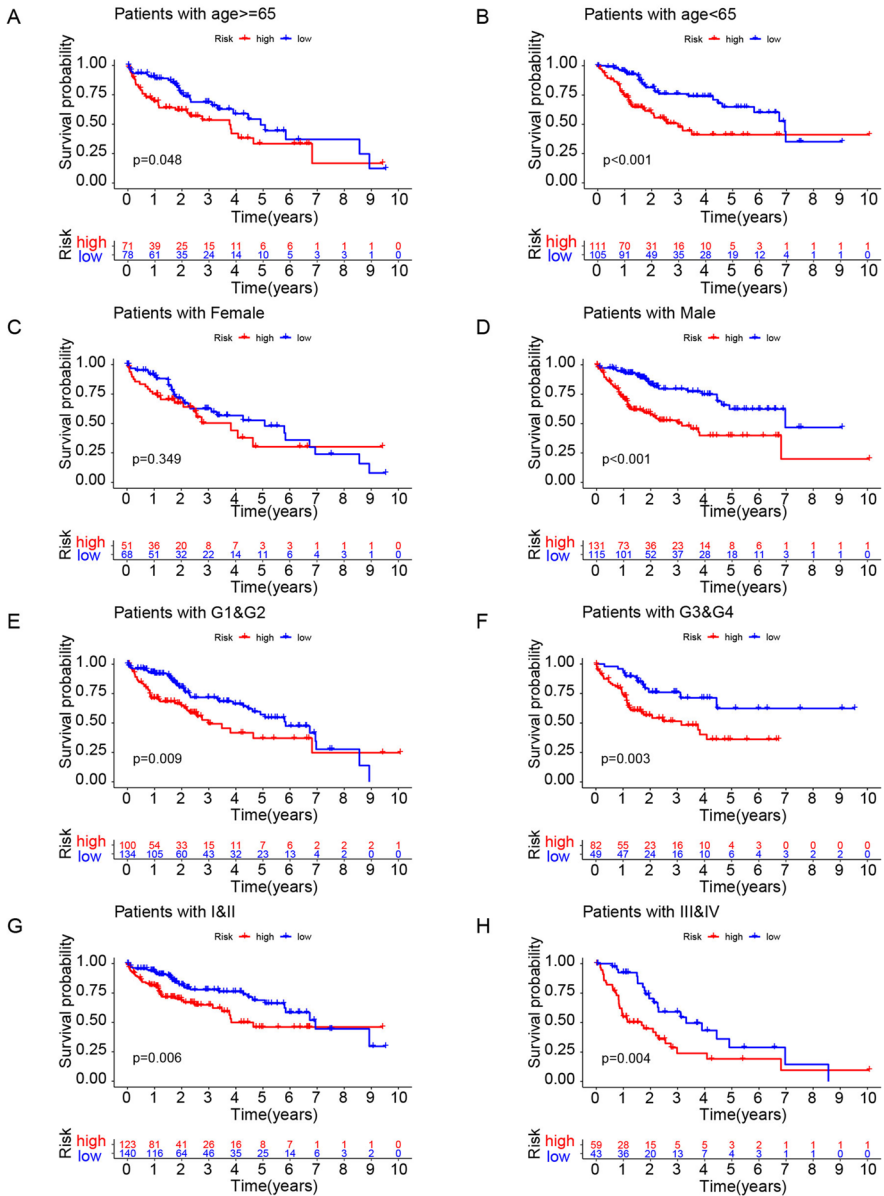 A
Patients with age>=65
Risk high low
Survival probability
1.00
0.75
0.50
0.25
0.00
p=0.048
0 1 2 3 4 5 6 7 8 9 10
Time(years)
Risk
high 71 39 25 15 11 6 6 1 1 1 0
low 78 61 35 24 14 10 5 3 3 1 0
0 1 2 3 4 5 6 7 8 9 10
Time(years)
B
Patients with age<65
Risk high low
Survival probability
1.00
0.75
0.50
0.25
0.00
p<0.001
0 1 2 3 4 5 6 7 8 9 10
Time(years)
Risk
high 111 70 31 16 10 5 3 1 1 1 1
low 105 91 49 35 28 19 12 4 1 1 0
0 1 2 3 4 5 6 7 8 9 10
Time(years)
C
Patients with Female
Risk high low
Survival probability
1.00
0.75
0.50
0.25
0.00
p=0.349
0 1 2 3 4 5 6 7 8 9 10
Time(years)
Risk
high 51 36 20 8 7 3 3 1 1 1 0
low 68 51 32 22 14 11 6 4 3 1 0
0 1 2 3 4 5 6 7 8 9 10
Time(years)
D
Patients with Male
Risk high low
Survival probability
1.00
0.75
0.50
0.25
0.00
p<0.001
0 1 2 3 4 5 6 7 8 9 10
Time(years)
Risk
high 131 73 36 23 14 8 6 1 1 1 1
low 115 101 52 37 28 18 11 3 1 1 0
0 1 2 3 4 5 6 7 8 9 10
Time(years)
E
Patients with G1&G2
Risk high low
Survival probability
1.00
0.75
0.50
0.25
0.00
p=0.009
0 1 2 3 4 5 6 7 8 9 10
Time(years)
Risk
high 100 54 33 15 11 7 6 2 2 2 1
low 134 105 60 43 32 23 13 4 2 0 0
0 1 2 3 4 5 6 7 8 9 10
Time(years)
F
Patients with G3&G4
Risk high low
Survival probability
1.00
0.75
0.50
0.25
0.00
p=0.003
0 1 2 3 4 5 6 7 8 9 10
Time(years)
Risk
high 82 55 23 16 10 4 3 0 0 0 0
low 49 47 24 16 10 6 4 3 2 2 0
0 1 2 3 4 5 6 7 8 9 10
Time(years)
G
Patients with I&II
Risk high low
Survival probability
1.00
0.75
0.50
0.25
0.00
p=0.006
0 1 2 3 4 5 6 7 8 9 10
Time(years)
Risk
high 123 81 41 26 16 8 7 1 1 1 0
low 140 116 64 46 35 25 14 6 3 2 0
0 1 2 3 4 5 6 7 8 9 10
Time(years)
H
Patients with III&IV
Risk high low
Survival probability
1.00
0.75
0.50
0.25
0.00
p=0.004
0 1 2 3 4 5 6 7 8 9 10
Time(years)
Risk
high 59 28 15 5 5 3 2 1 1 1 1
low 43 36 20 13 7 4 3 1 1 0 0
0 1 2 3 4 5 6 7 8 9 10
Time(years)